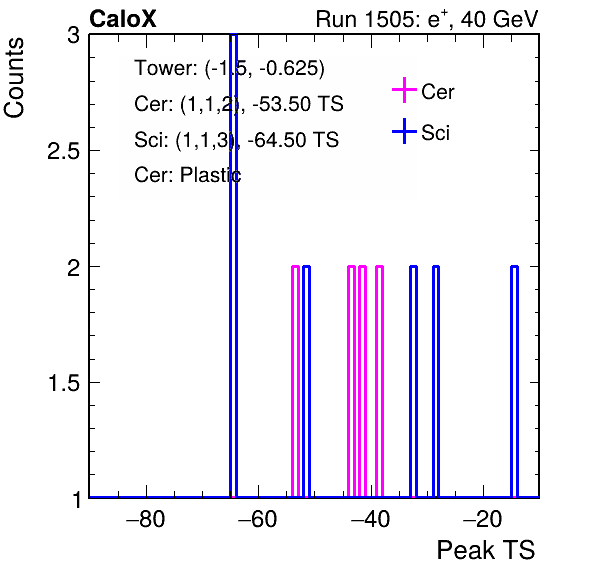 CaloX Run 1505: e⁺, 40 GeV
Counts
3
2.5
2
1.5
1
Tower: (-1.5, -0.625)
Cer: (1,1,2), -53.50 TS
Sci: (1,1,3), -64.50 TS
Cer: Plastic
Cer
Sci
−80 −60 −40 −20
Peak TS